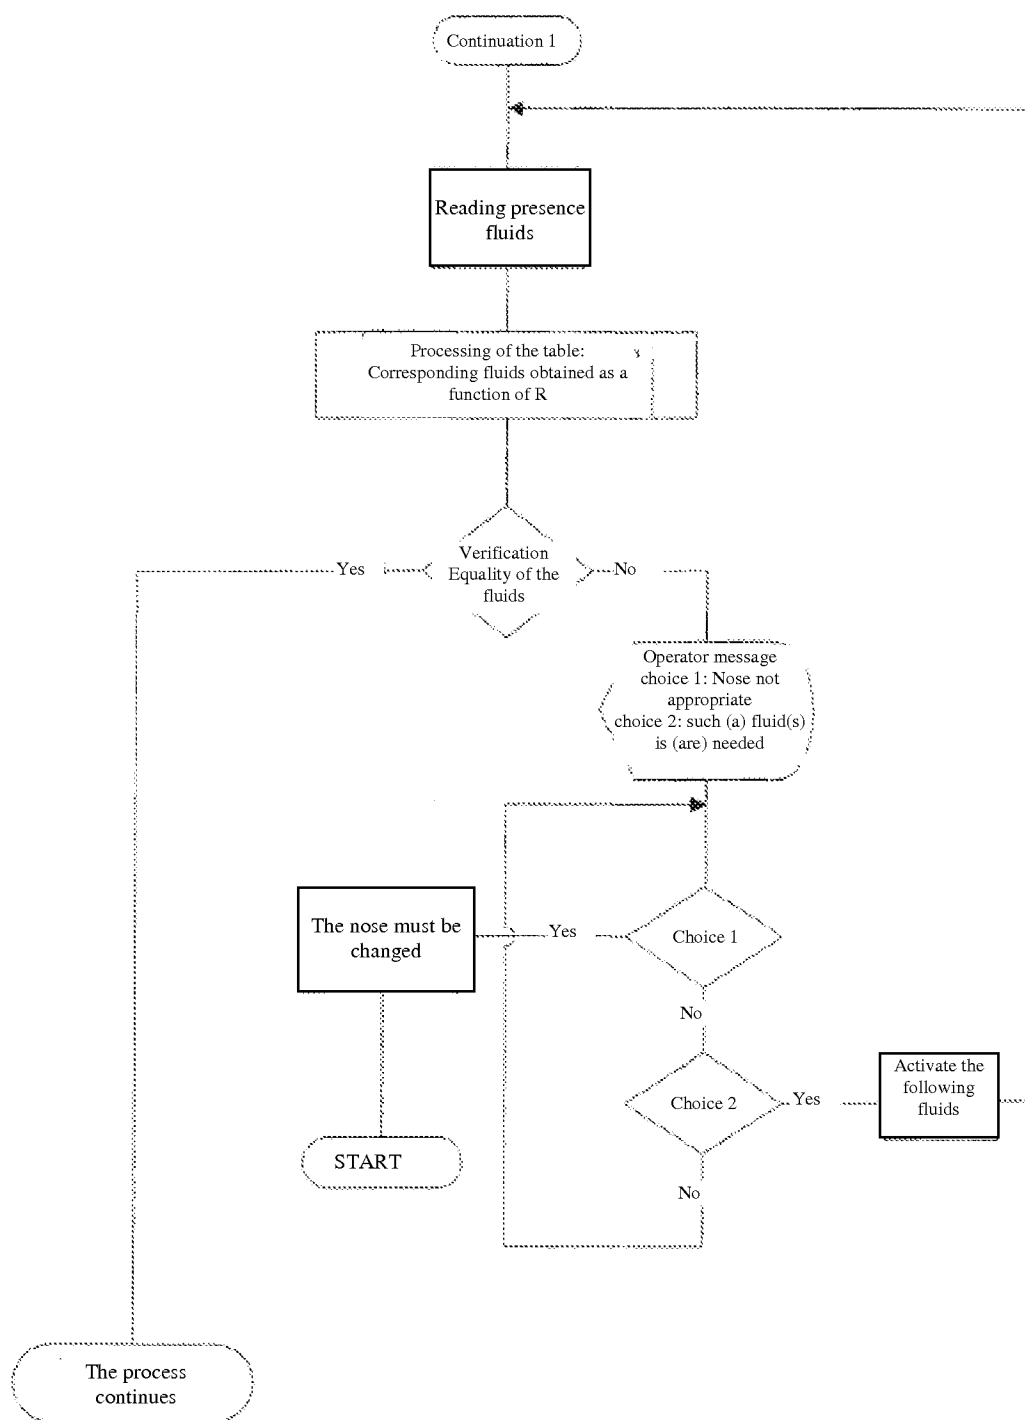 Continuation 1
Reading presence
fluids
Processing of the table:
Corresponding fluids obtained as a
function of R
Verification
Equality of the
fluids
Yes
No
Operator message
choice 1: Nose not
appropriate
choice 2: such (a) fluid(s)
is (are) needed
The nose must be
changed
Yes
Choice 1
No
Choice 2
Yes
Activate the
following
fluids
START
No
The process
continues